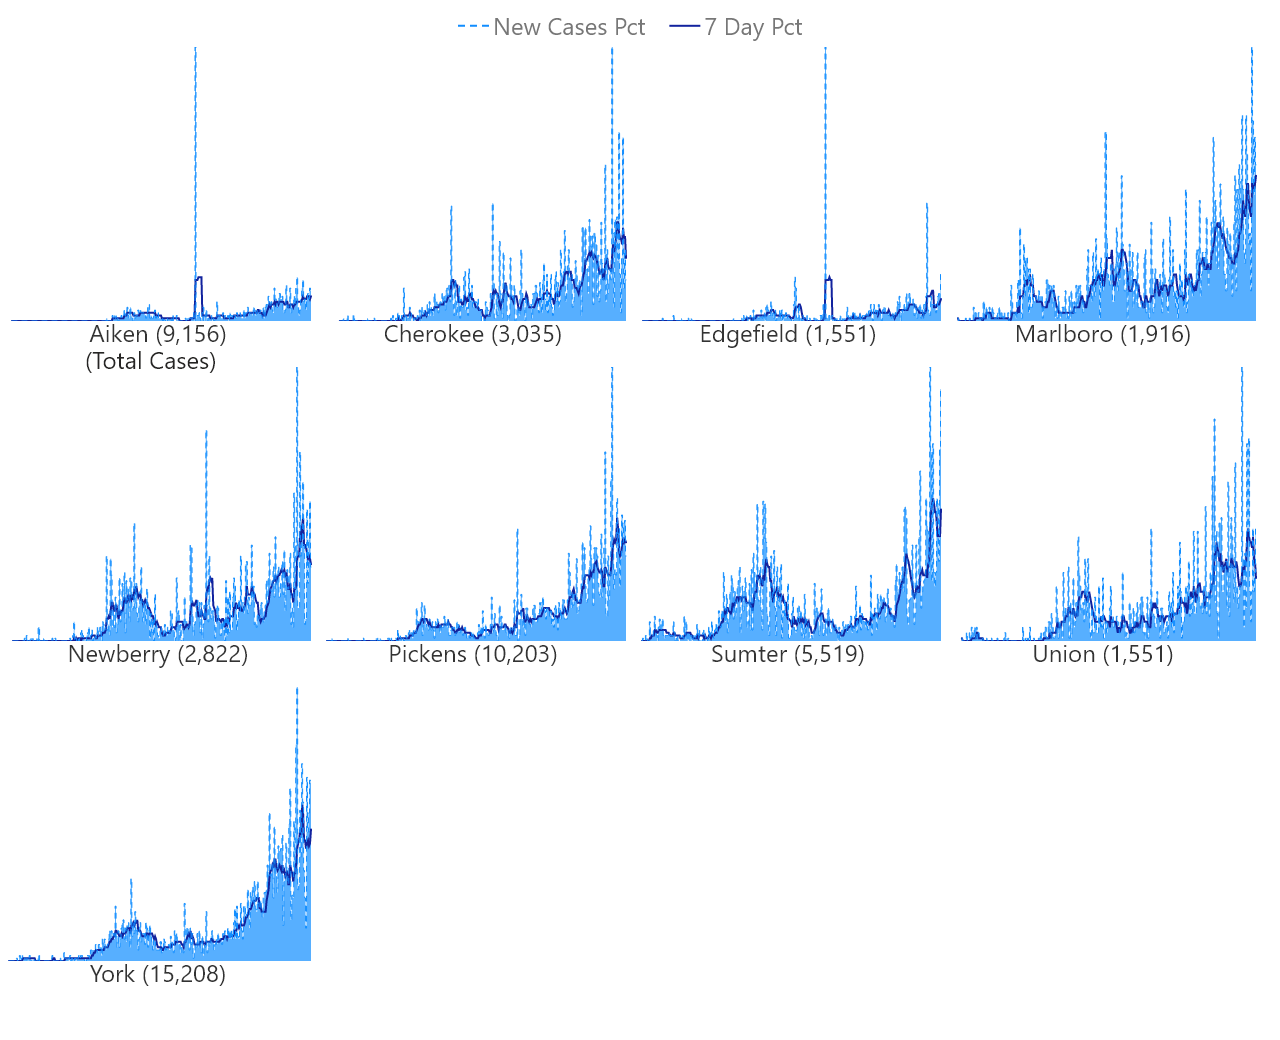 New Cases Pct 7 Day Pct
Aiken (9,156) Cherokee (3,035) Edgefield (1,551) Marlboro (1,916)
(Total Cases)
Newberry (2,822) Pickens (10,203) Sumter (5,519) Union (1,551)
York (15,208)